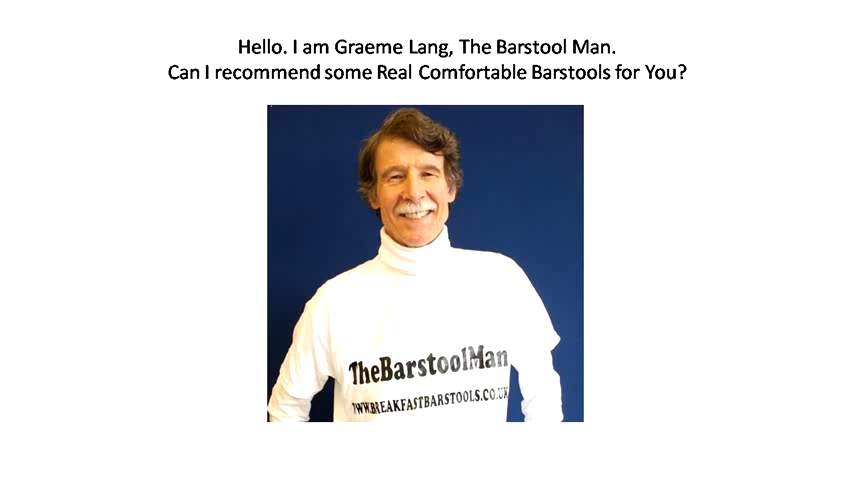 Hello. I am Graeme Lang, The Barstool Man.
Can I recommend some Real Comfortable Barstools for You?
TheBarstoolMan
WWW.BREAKFASTBARSTOOLS.CO.UK